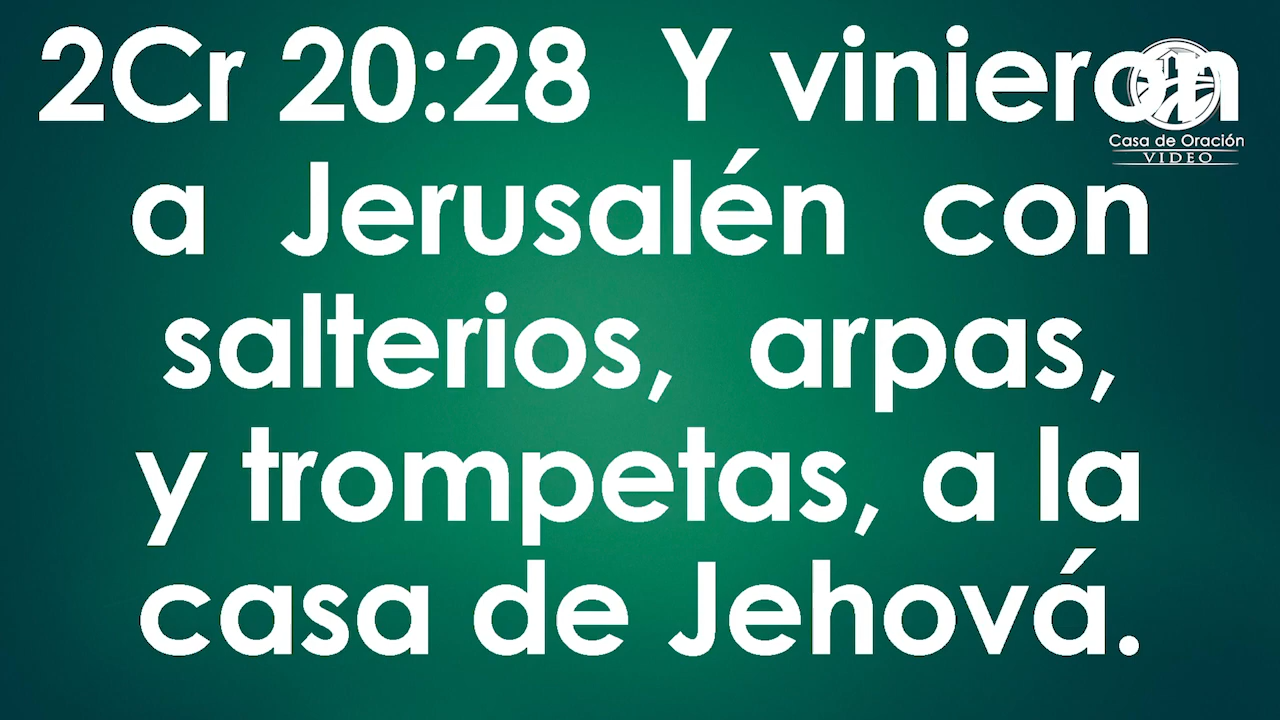 2Cr 20:28 Y vinieron
Casa de Oración
VIDEO
a Jerusalén con
salterios, arpas,
y trompetas, a la
casa de Jehová.